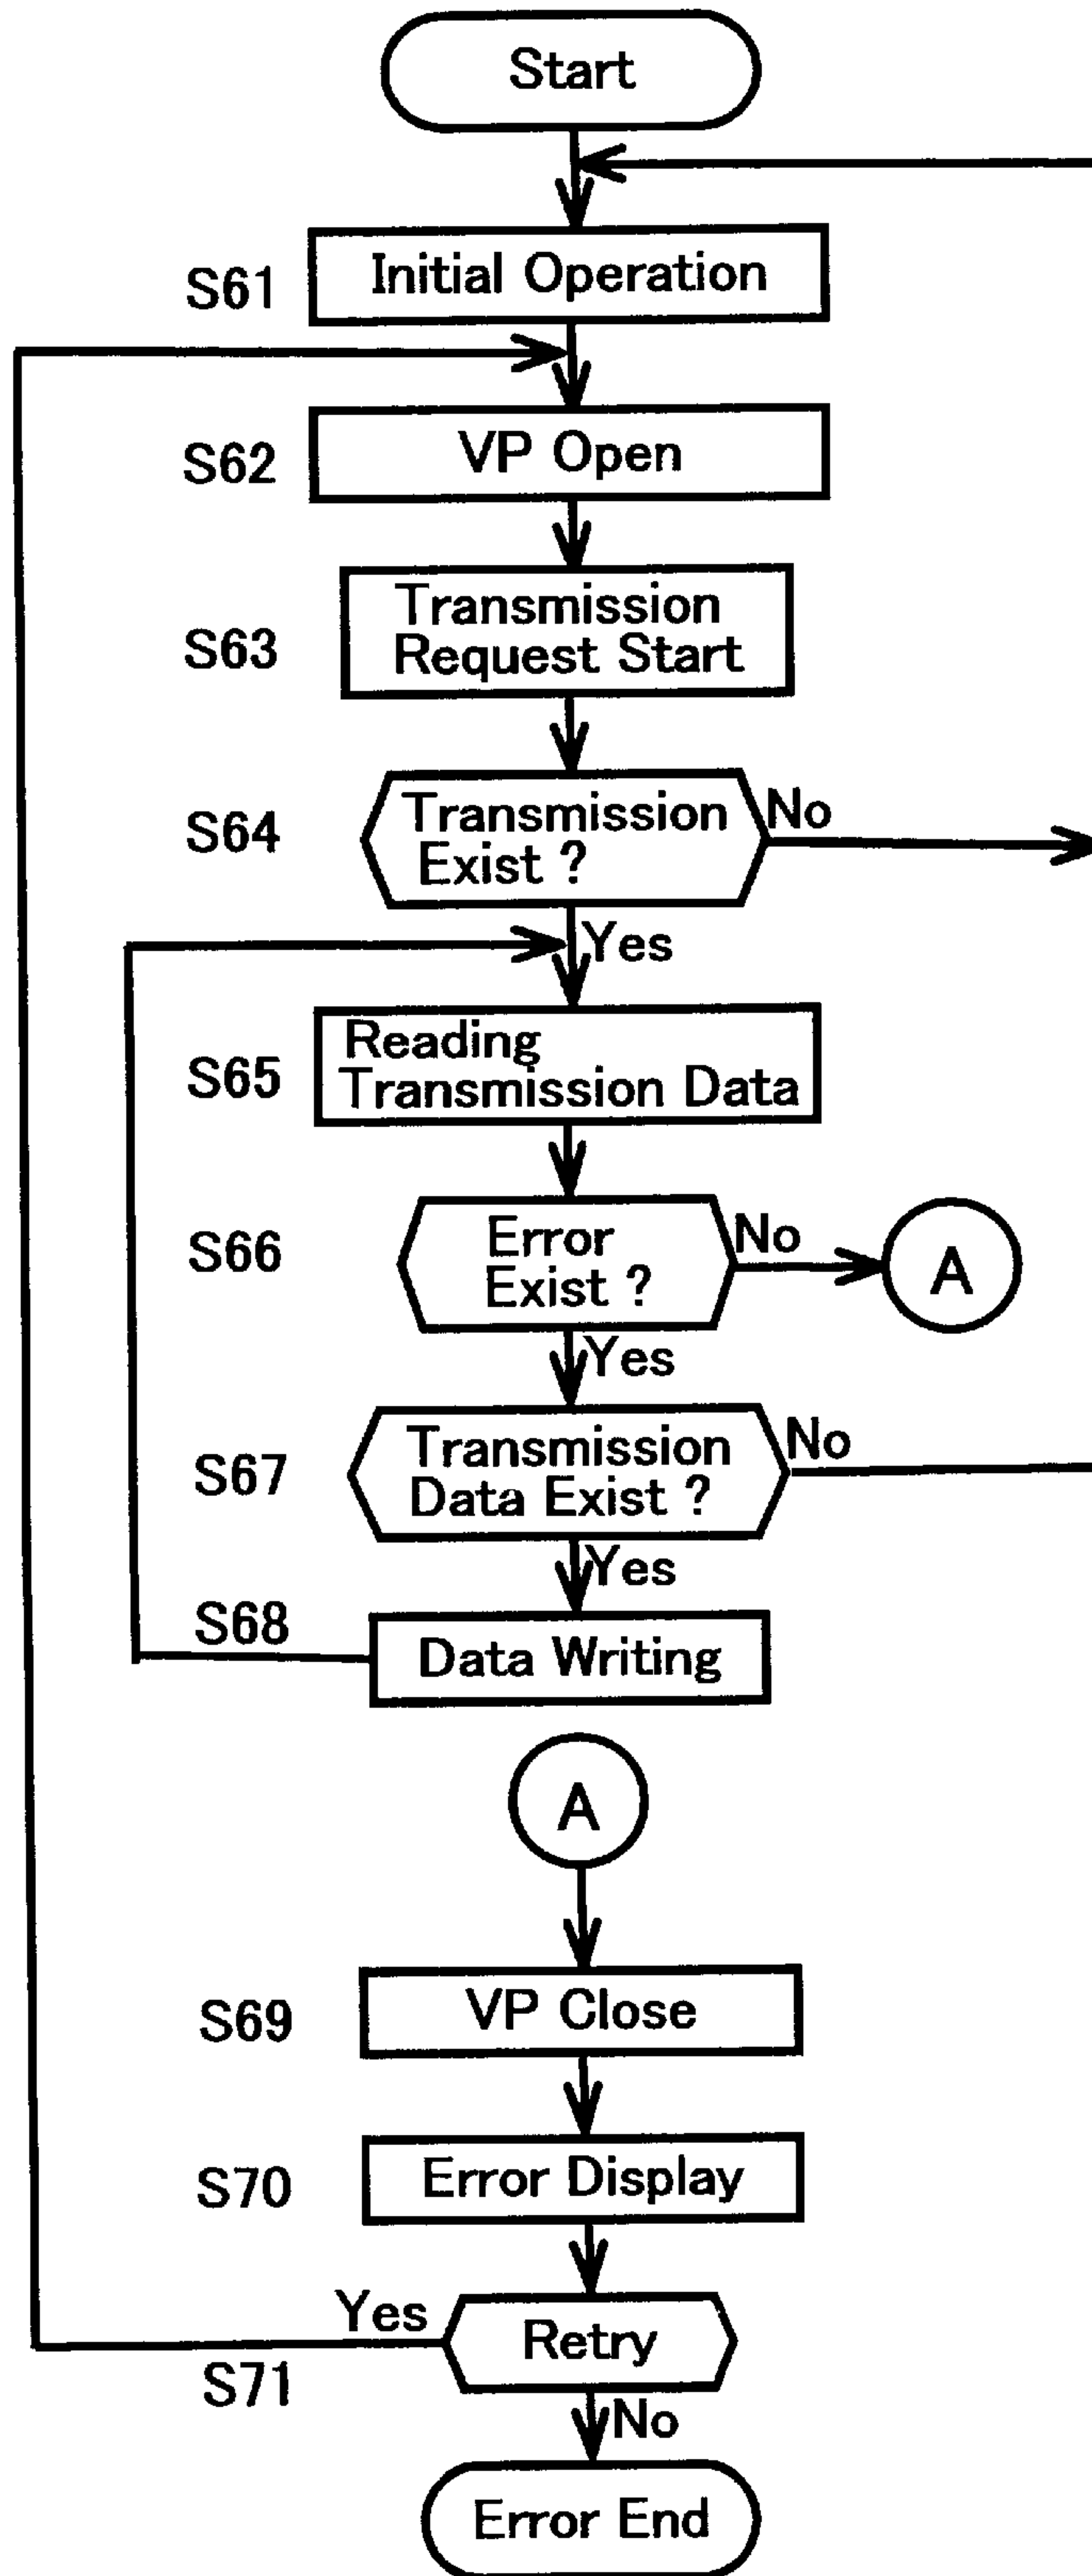 Start
S61
Initial Operation
S62
VP Open
S63
Transmission
Request Start
S64
Transmission
Exist ?
No
Yes
S65
Reading
Transmission Data
S66
Error
Exist ?
No
A
Yes
S67
Transmission
Data Exist ?
No
Yes
S68
Data Writing
A
S69
VP Close
S70
Error Display
Yes
Retry
S71
No
Error End